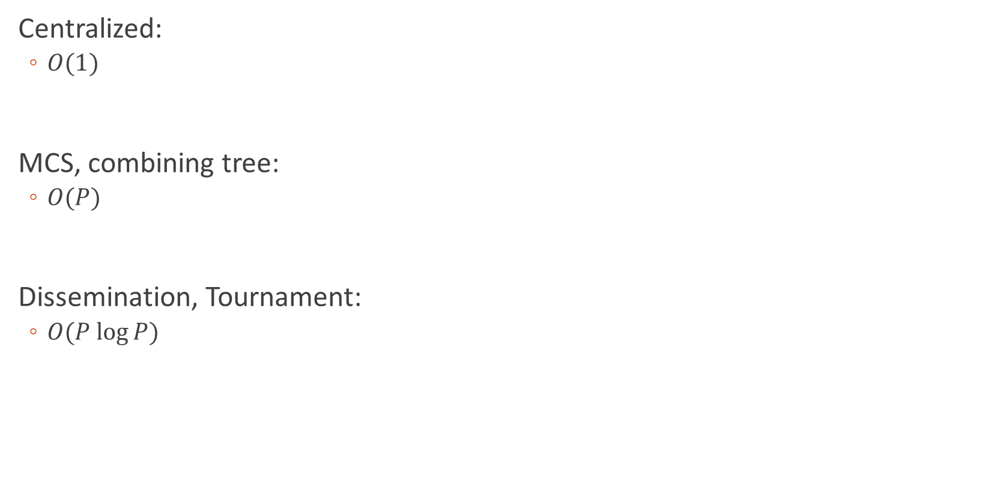 Centralized:
◦ O(1)
MCS, combining tree:
◦ O(P)
Dissemination, Tournament:
◦ O(P log P)